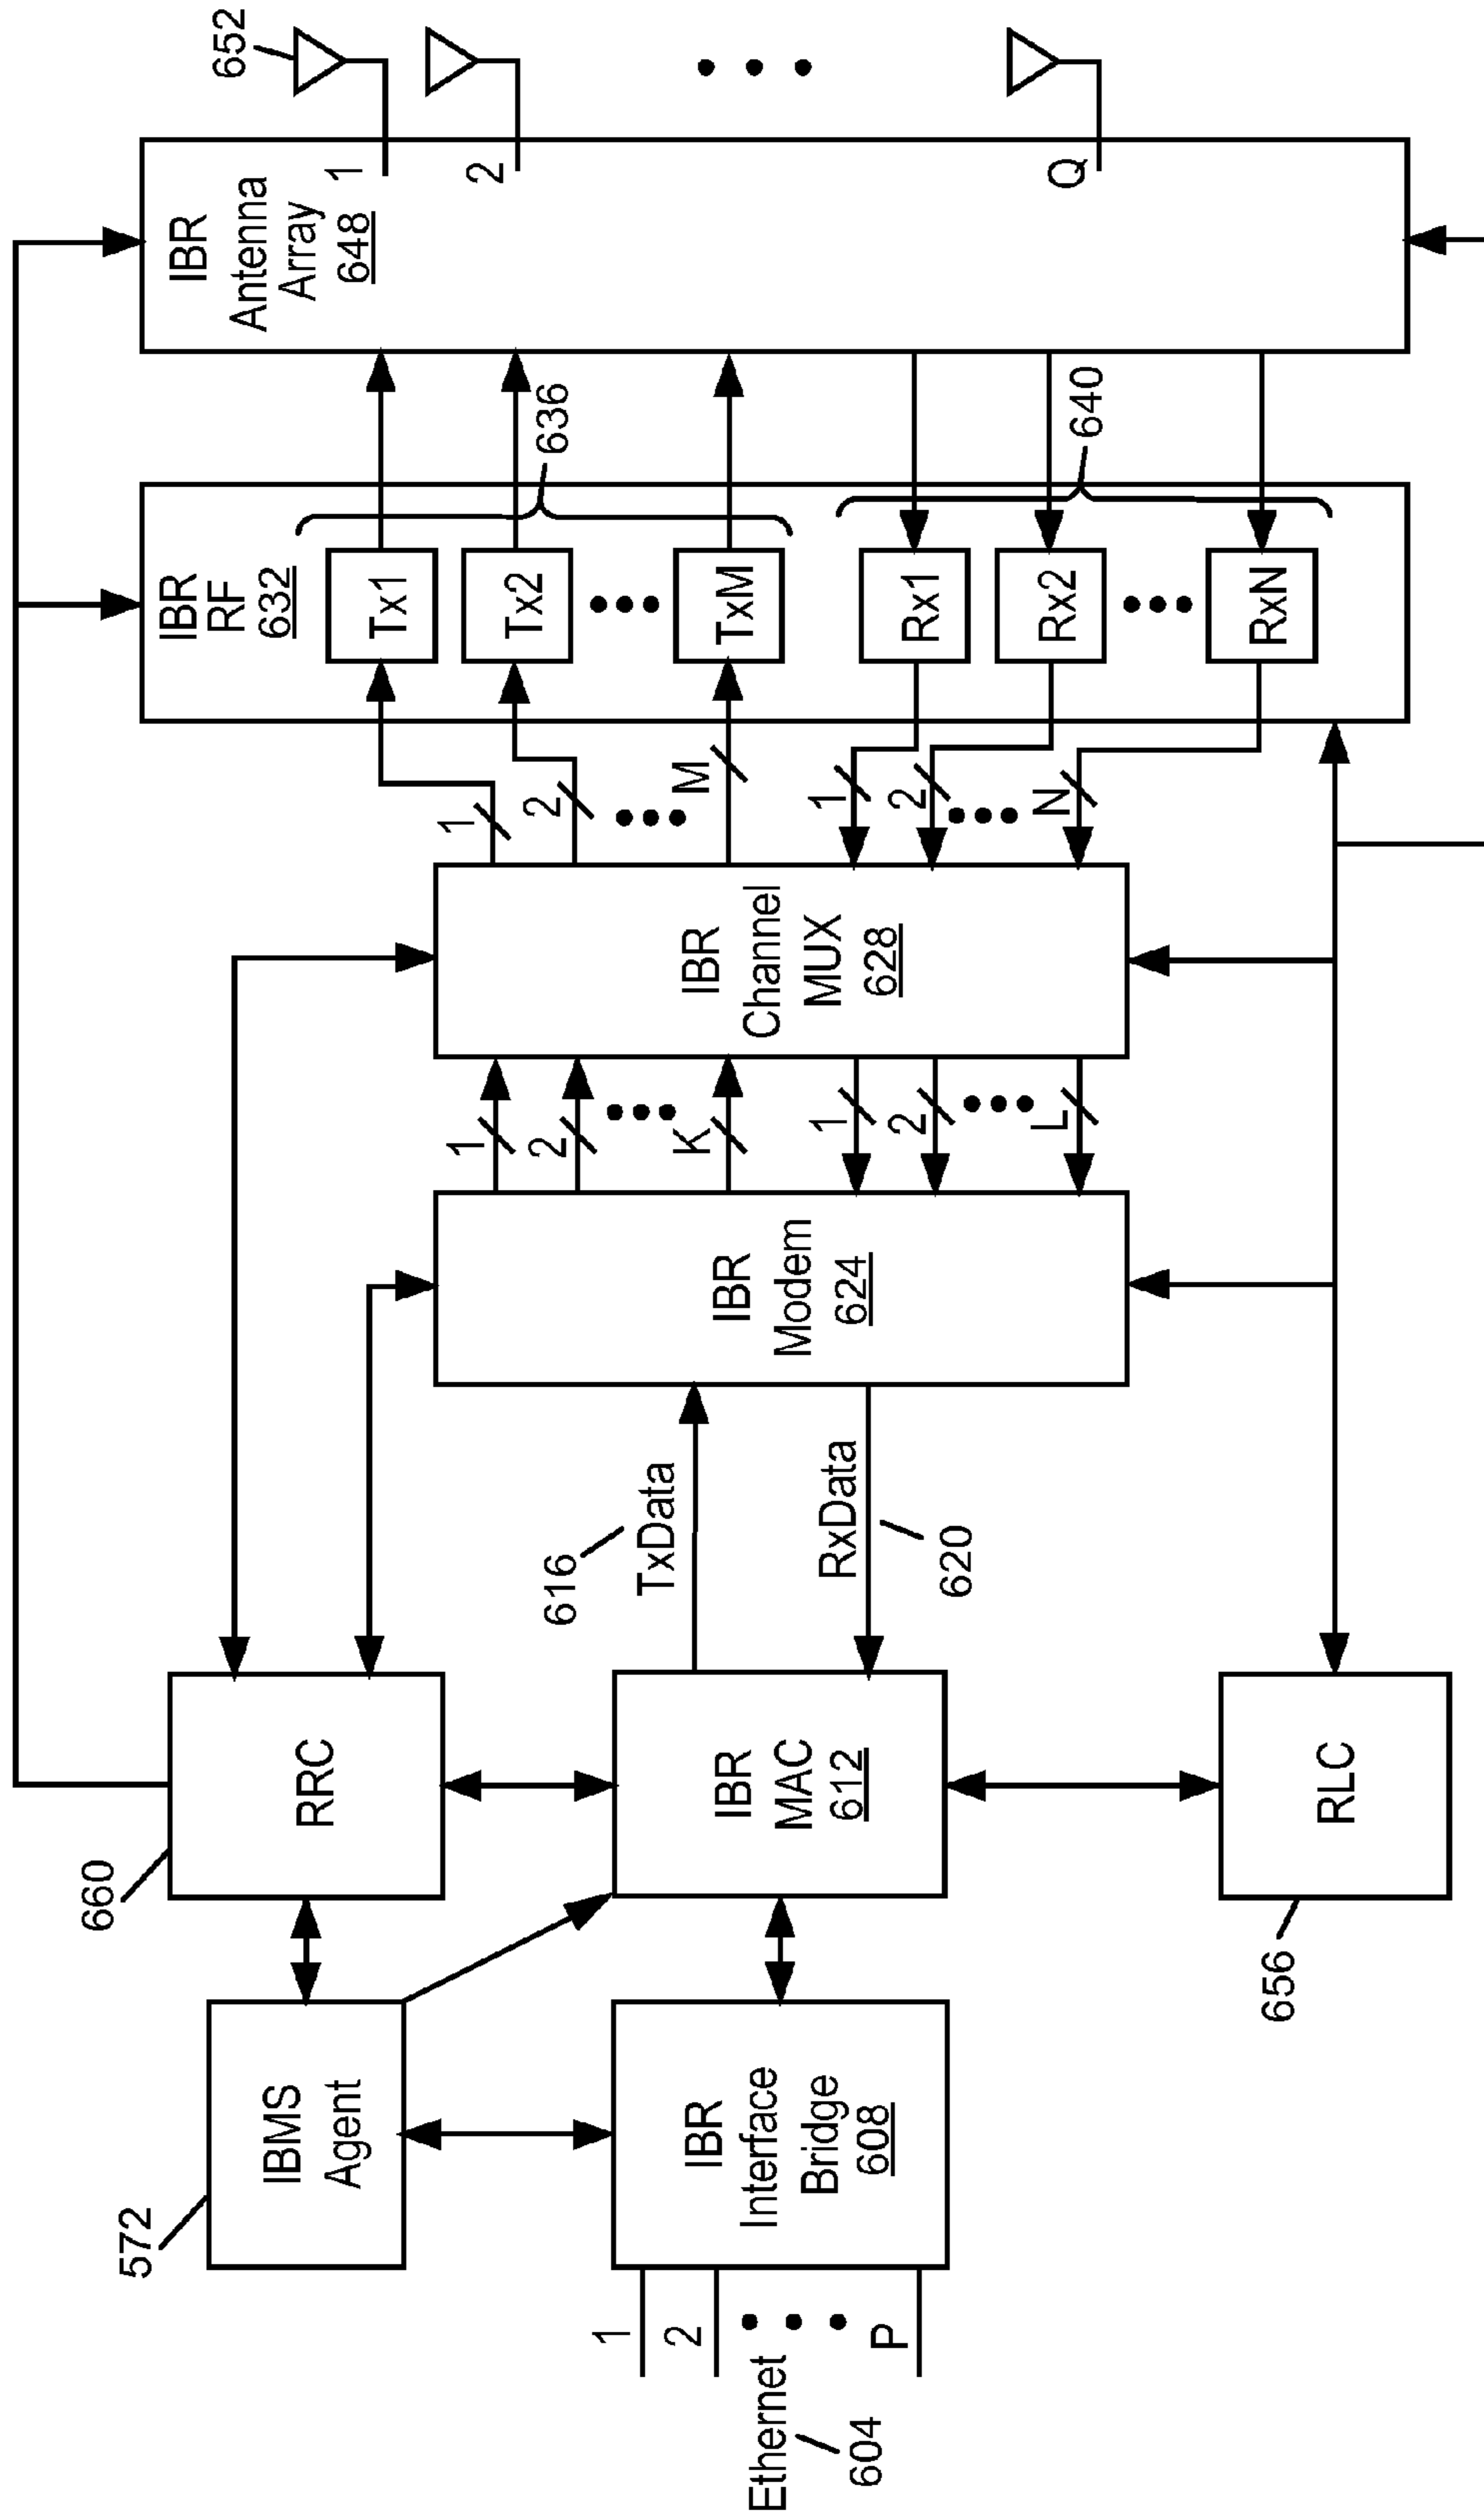 572
IBMS
Agent
660
RRC
Ethernet
604
1
2
P
IBR
Interface
Bridge
608
IBR
MAC
612
656
RLC
616
TxData
RxData
620
IBR
Modem
624
1
2
K
1
2
L
IBR
Channel
MUX
628
1
2
M
1
2
N
IBR
RF
632
Tx1
Tx2
TxM
Rx1
Rx2
RxN
636
640
IBR
Antenna
Array
648
1
2
Q
652